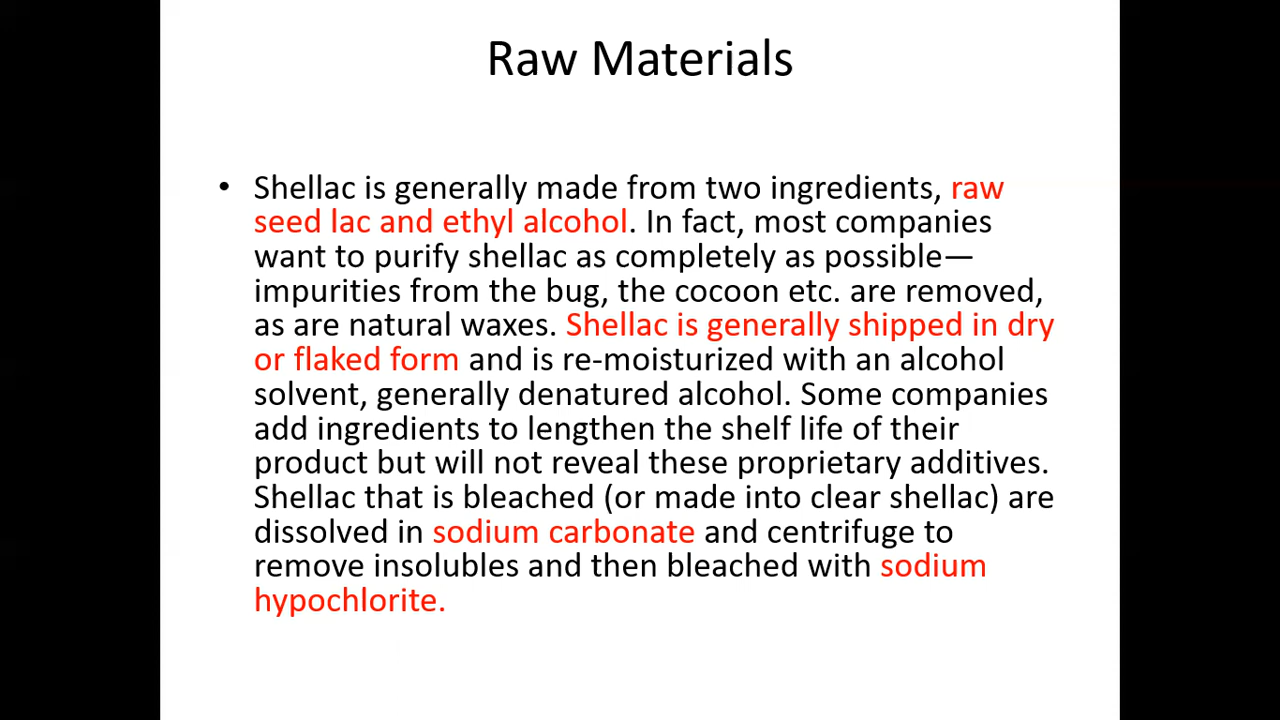 Raw Materials
• Shellac is generally made from two ingredients, raw
seed lac and ethyl alcohol. In fact, most companies
want to purify shellac as completely as possible—
impurities from the bug, the cocoon etc. are removed,
as are natural waxes. Shellac is generally shipped in dry
or flaked form and is re-moisturized with an alcohol
solvent, generally denatured alcohol. Some companies
add ingredients to lengthen the shelf life of their
product but will not reveal these proprietary additives.
Shellac that is bleached (or made into clear shellac) are
dissolved in sodium carbonate and centrifuge to
remove insolubles and then bleached with sodium
hypochlorite.